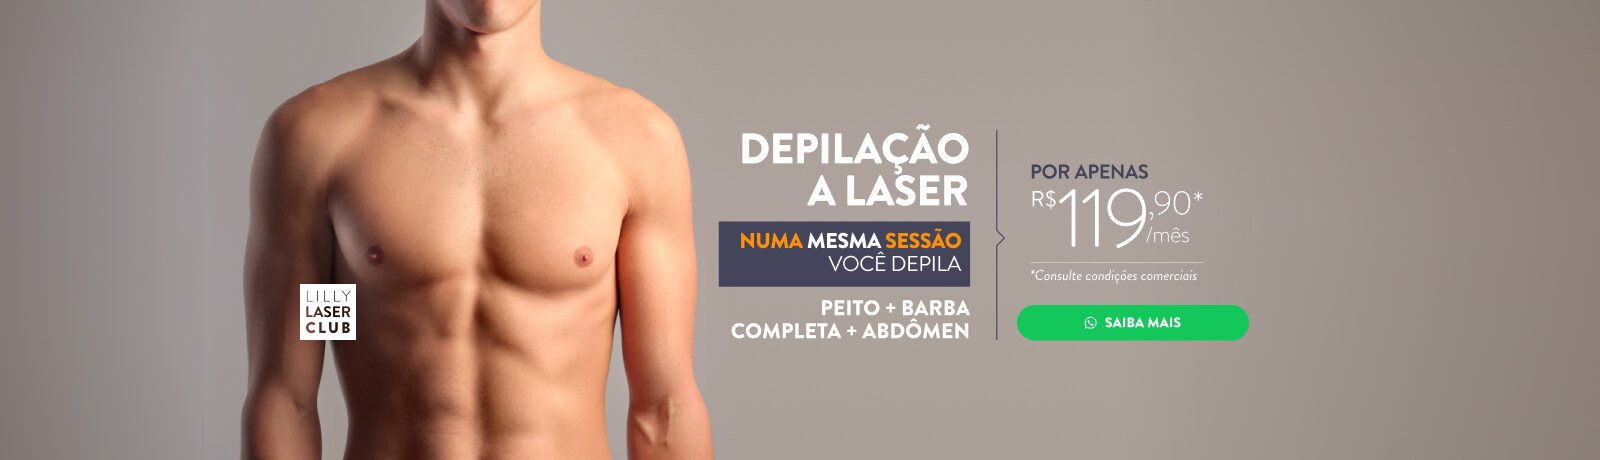 LILLY
LASER
CLUB
DEPILAÇÃO
A LASER
NUMA MESMA SESSÃO
VOCÊ DEPILA
PEITO + BARBA
COMPLETA + ABDÔMEN
POR APENAS
R$119,90*
/mês
*Consulte condições comerciais
SAIBA MAIS